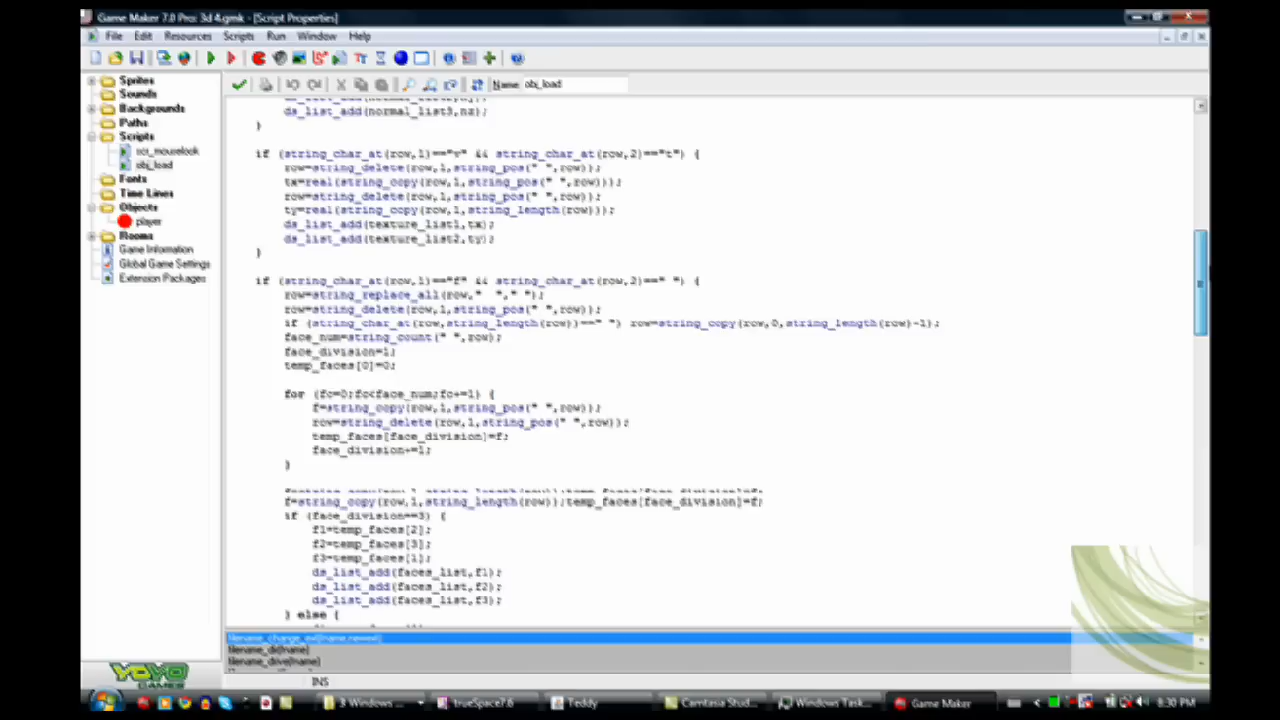 Game Maker 7.0 Pro: 3d 4.gmk - [Script Properties]
File Edit Resources Scripts Run Window Help
Name obj_load
Sprites
Sounds
Backgrounds
Paths
Scripts
scr_mouselook
obj_load
Fonts
Time Lines
Objects
player
Rooms
Game Information
Global Game Settings
Extension Packages
ds_list_add(normal_list3,nz);
}
if (string_char_at(row,1)=="v" && string_char_at(row,2)=="t") {
row=string_delete(row,1,string_pos(" ",row));
tx=real(string_copy(row,1,string_pos(" ",row)));
row=string_delete(row,1,string_pos(" ",row));
ty=real(string_copy(row,1,string_length(row)));
ds_list_add(texture_list1,tx);
ds_list_add(texture_list2,ty);
}
if (string_char_at(row,1)=="f" && string_char_at(row,2)==" ") {
row=string_replace_all(row,"  "," ");
row=string_delete(row,1,string_pos(" ",row));
if (string_char_at(row,string_length(row))==" ") row=string_copy(row,0,string_length(row)-1);
face_num=string_count(" ",row);
face_division=1;
temp_faces[0]=0;
for (fc=0;fc<face_num;fc+=1) {
f=string_copy(row,1,string_pos(" ",row));
row=string_delete(row,1,string_pos(" ",row));
temp_faces[face_division]=f;
face_division+=1;
}
f=string_copy(row,1,string_length(row));temp_faces[face_division]=f;
if (face_division==3) {
f1=temp_faces[2];
f2=temp_faces[3];
f3=temp_faces[1];
ds_list_add(faces_list,f1);
ds_list_add(faces_list,f2);
ds_list_add(faces_list,f3);
} else {
filename_change_ext(fname,newext)
filename_dir(fname)
filename_drive(fname)
INS
YOYO
GAMES
3 Windows ...
trueSpace7.6
Teddy
Camtasia Stud...
Windows Task...
Game Maker
8:30 PM